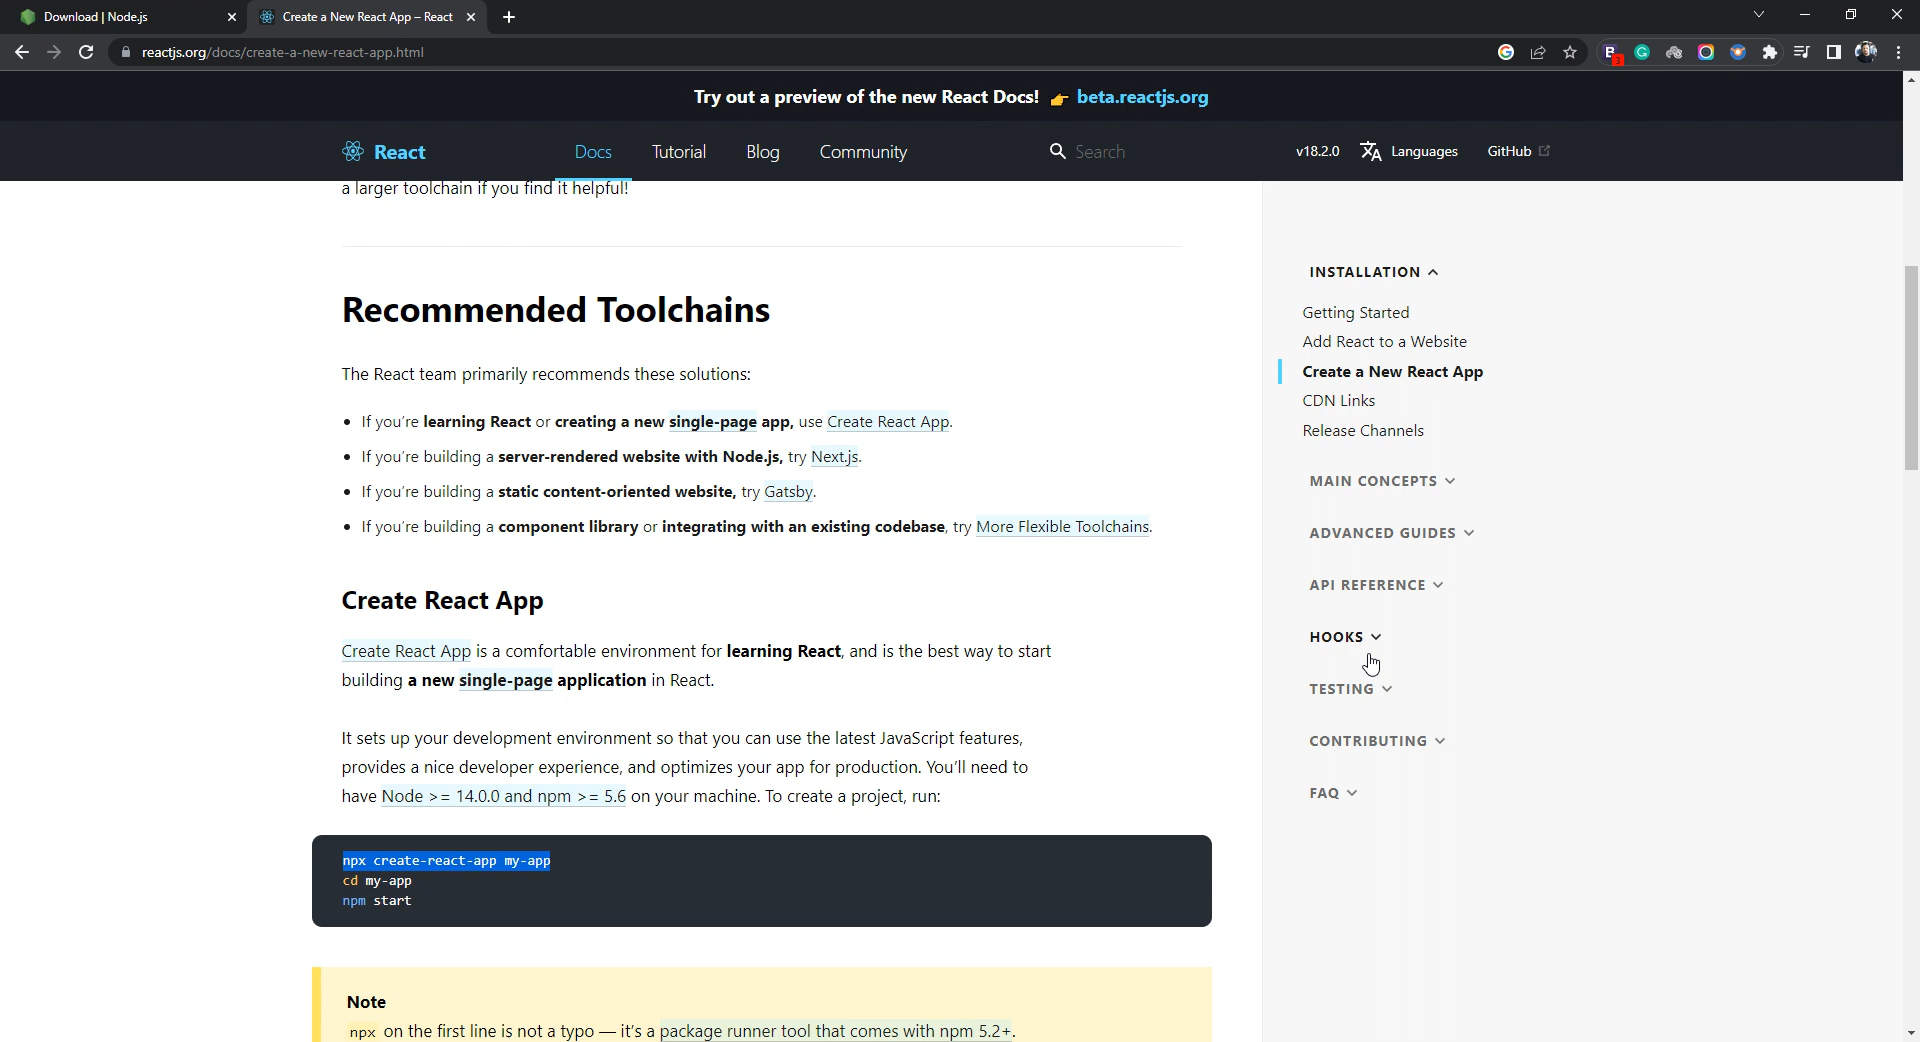 Download | Node.js
Create a New React App – React
reactjs.org/docs/create-a-new-react-app.html
3
Try out a preview of the new React Docs! 👉 beta.reactjs.org
React
Docs
Tutorial
Blog
Community
Search
v18.2.0
Languages
GitHub
a larger toolchain if you find it helpful!
Recommended Toolchains
The React team primarily recommends these solutions:
• If you're learning React or creating a new single-page app, use Create React App.
• If you're building a server-rendered website with Node.js, try Next.js.
• If you're building a static content-oriented website, try Gatsby.
• If you're building a component library or integrating with an existing codebase, try More Flexible Toolchains.
Create React App
Create React App is a comfortable environment for learning React, and is the best way to start
building a new single-page application in React.
It sets up your development environment so that you can use the latest JavaScript features,
provides a nice developer experience, and optimizes your app for production. You'll need to
have Node >= 14.0.0 and npm >= 5.6 on your machine. To create a project, run:
npx create-react-app my-app
cd my-app
npm start
Note
npx on the first line is not a typo — it's a package runner tool that comes with npm 5.2+.
INSTALLATION
Getting Started
Add React to a Website
Create a New React App
CDN Links
Release Channels
MAIN CONCEPTS
ADVANCED GUIDES
API REFERENCE
HOOKS
TESTING
CONTRIBUTING
FAQ